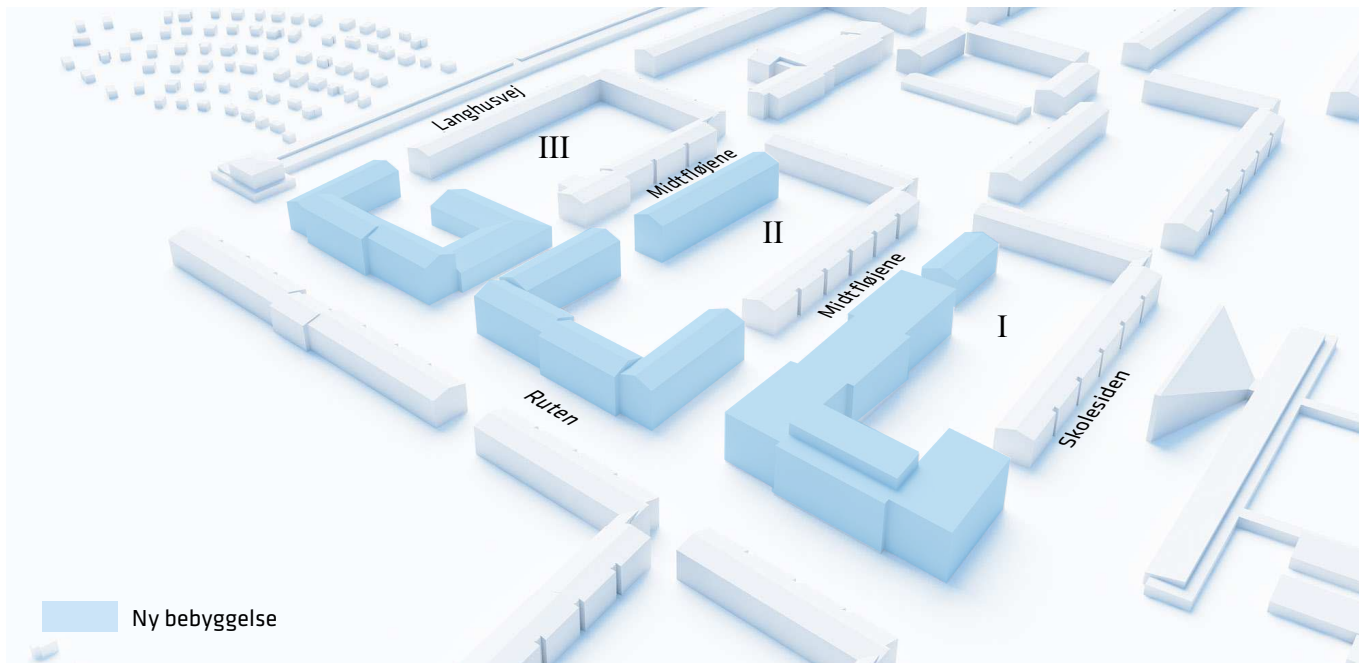 Langhusvej
III
Midtfløjene
II
Midtfløjene
I
Skolesiden
Ruten
Ny bebyggelse